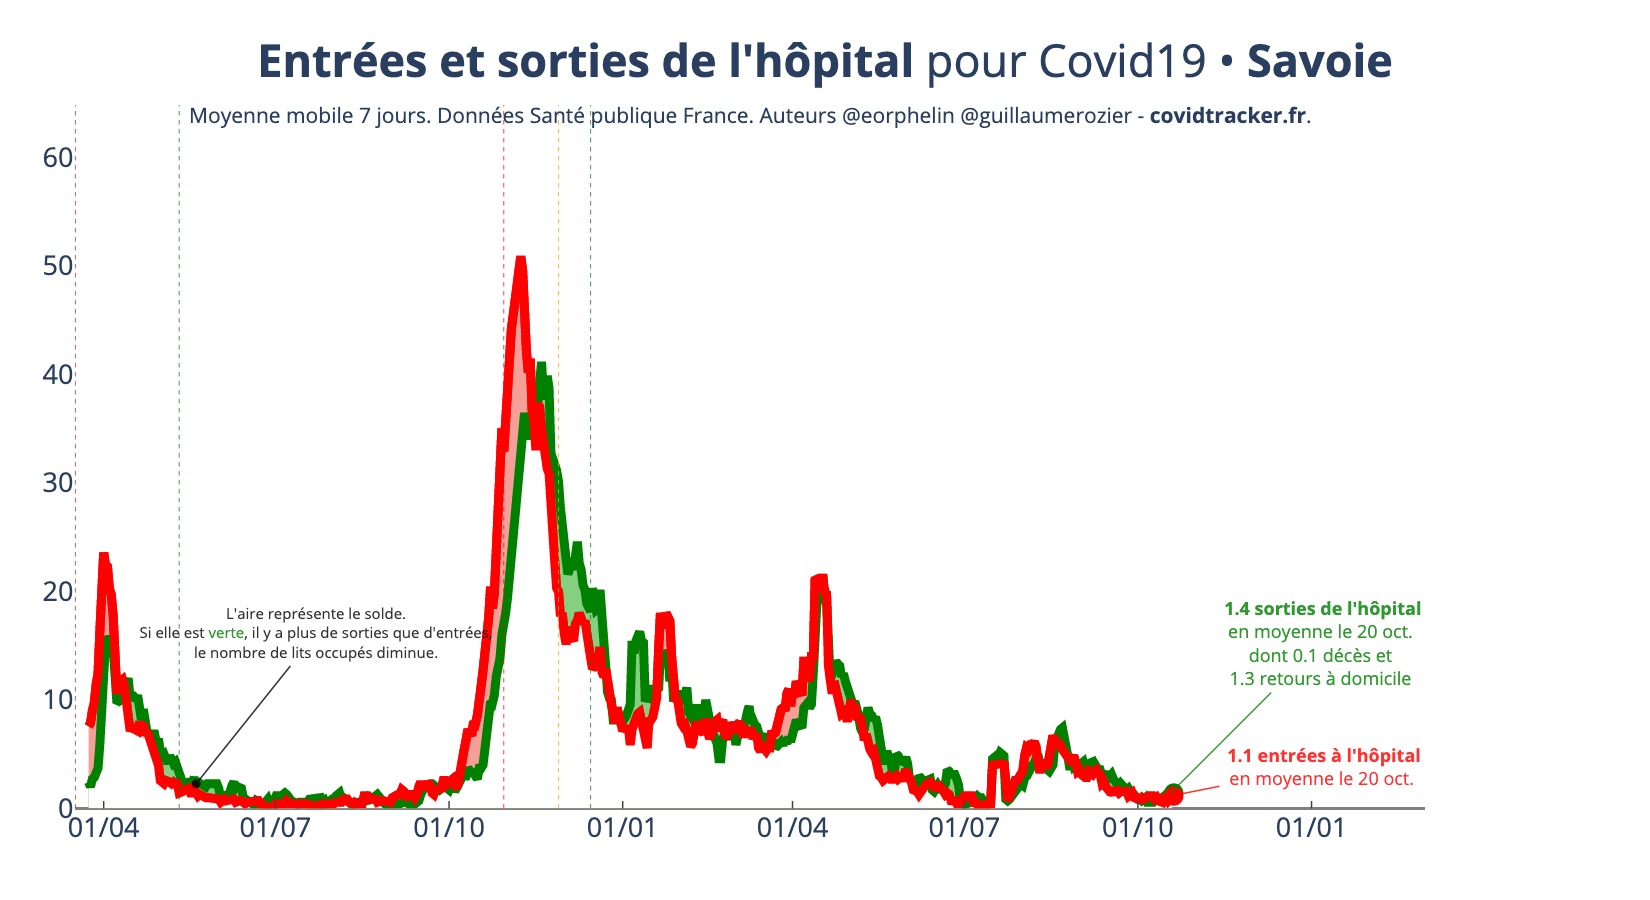 Entrées et sorties de l'hôpital pour Covid19 • Savoie
Moyenne mobile 7 jours. Données Santé publique France. Auteurs @eorphelin @guillaumerozier - covidtracker.fr.
60
50
40
30
20
10
0
L'aire représente le solde.
Si elle est verte, il y a plus de sorties que d'entrées,
le nombre de lits occupés diminue.
1.4 sorties de l'hôpital
en moyenne le 20 oct.
dont 0.1 décès et
1.3 retours à domicile
1.1 entrées à l'hôpital
en moyenne le 20 oct.
01/04 01/07 01/10 01/01 01/04 01/07 01/10 01/01